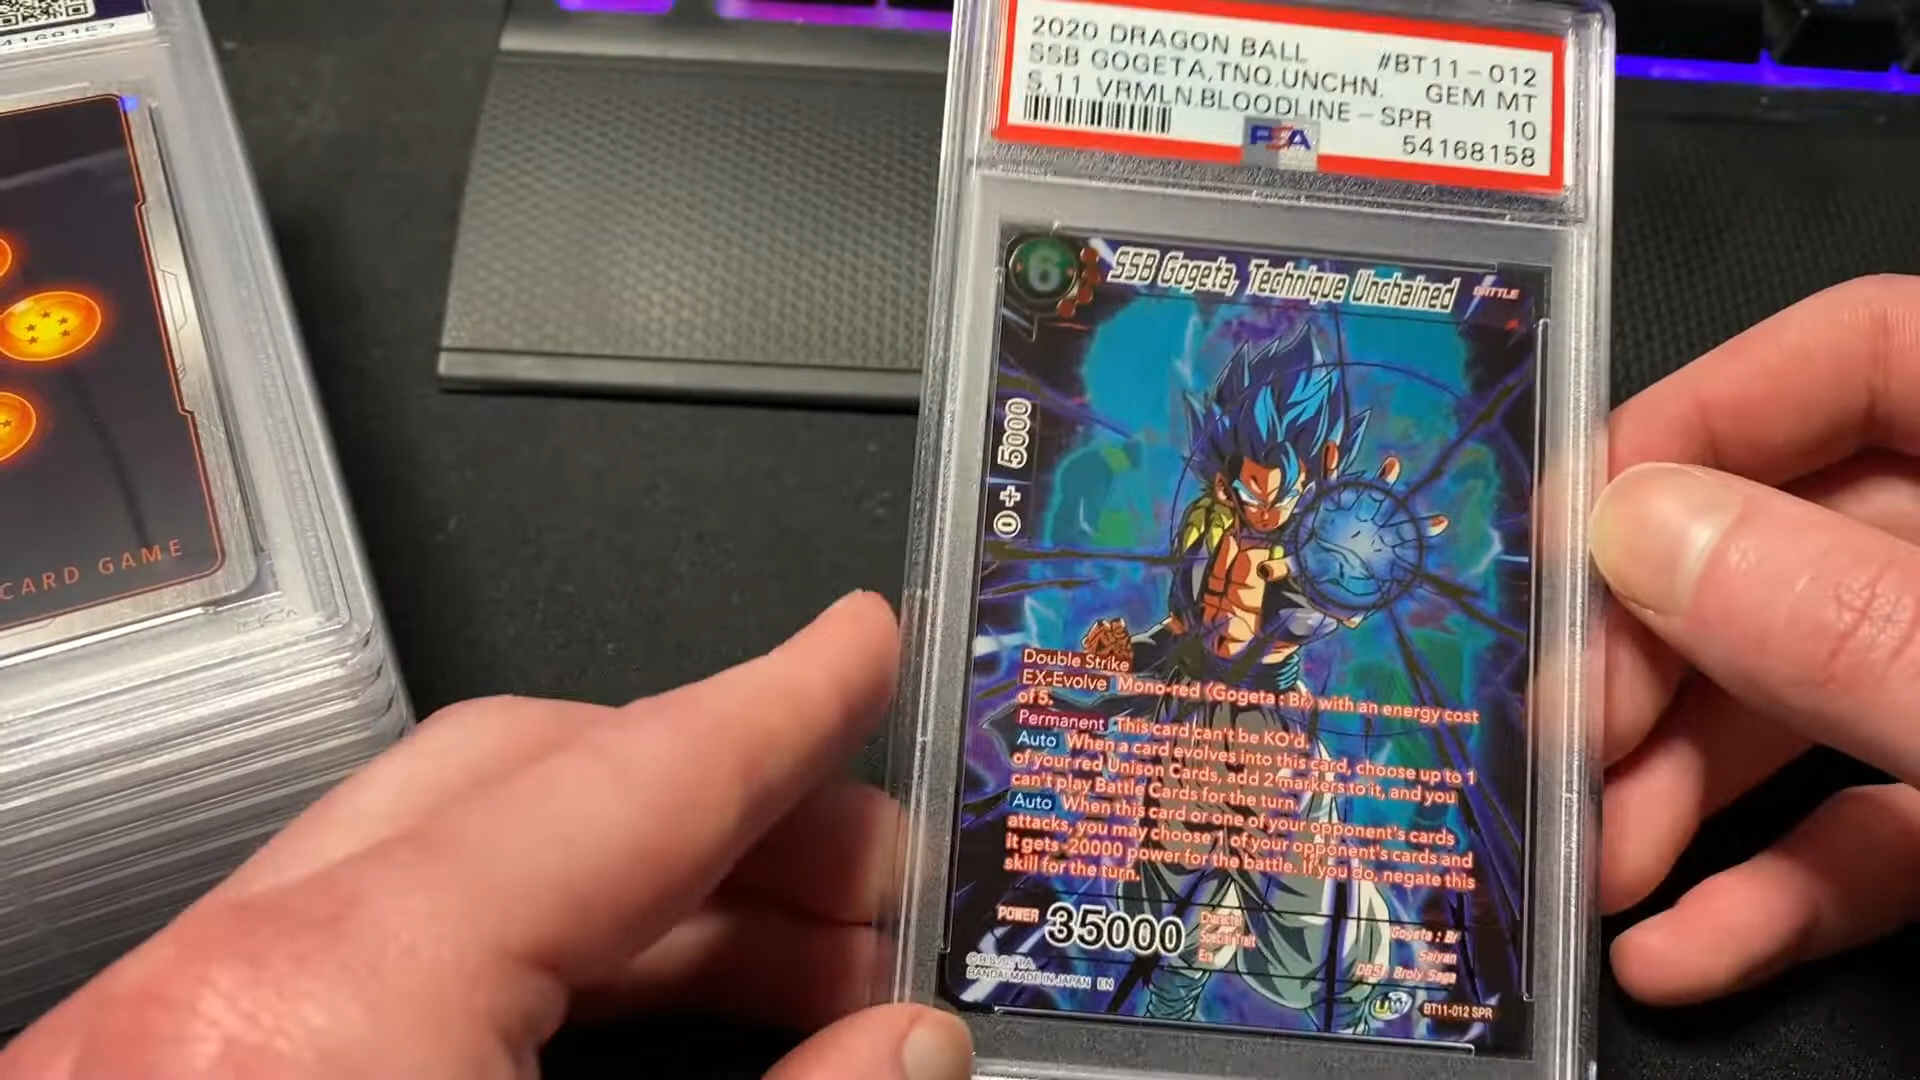 2020 DRAGON BALL #BT11-012
SSB GOGETA,TNQ.UNCHN. GEM MT
S.11 VRMLN.BLOODLINE-SPR 10
PSA 54168158
6
SSB Gogeta, Technique Unchained BATTLE
0 + 5000
Double Strike
EX-Evolve Mono-red ‹Gogeta : Br› with an energy cost
of 5.
Permanent This card can't be KO'd.
Auto When a card evolves into this card, choose up to 1
of your red Unison Cards, add 2 markers to it, and you
can't play Battle Cards for the turn.
Auto When this card or one of your opponent's cards
attacks, you may choose 1 of your opponent's cards and
it gets -20000 power for the battle. If you do, negate this
skill for the turn.
POWER 35000
Character Gogeta : Br
Special Trait Saiyan
Era DBS/ Broly Saga
BANDAI MADE IN JAPAN EN
UW BT11-012 SPR
CARD GAME